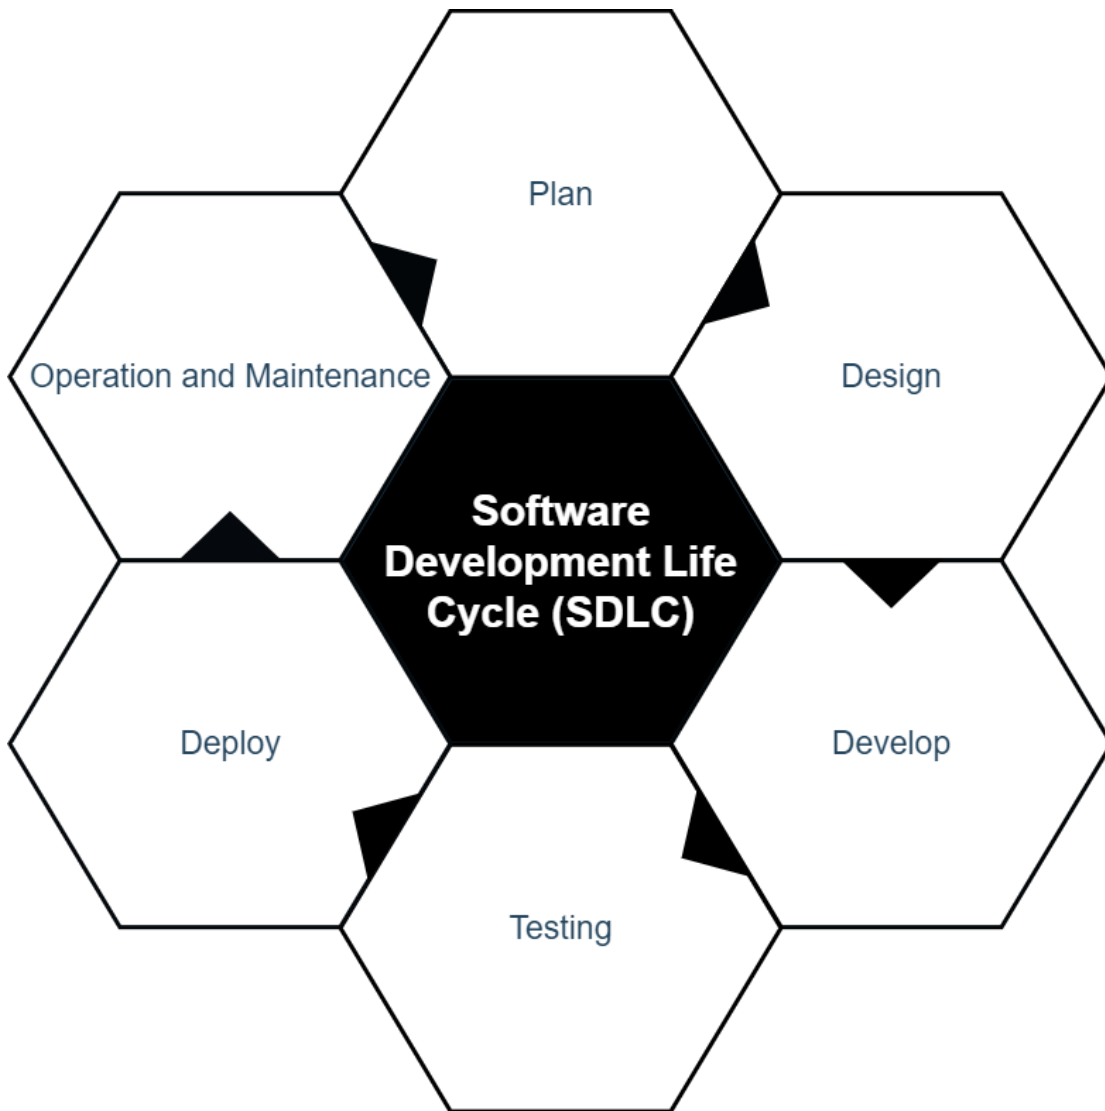 Plan
Design
Operation and Maintenance
Software
Development Life
Cycle (SDLC)
Develop
Deploy
Testing